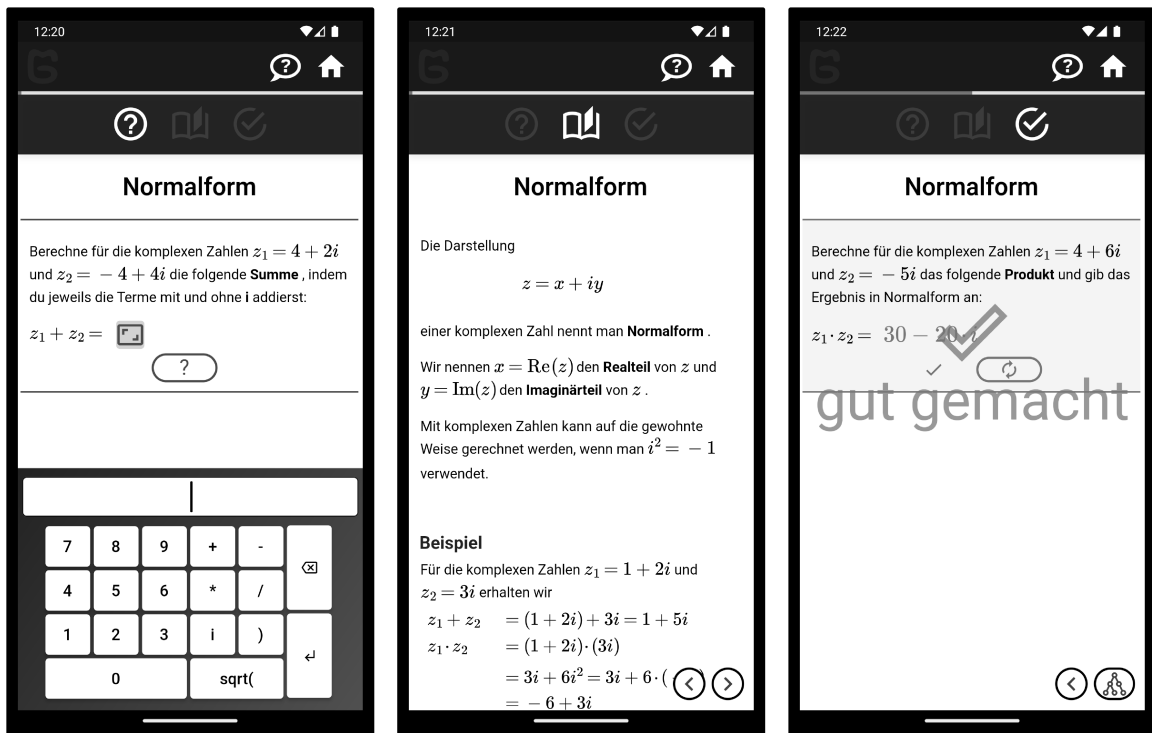 12:20
Normalform
Berechne für die komplexen Zahlen z₁ = 4 + 2i
und z₂ = − 4 + 4i die folgende Summe , indem
du jeweils die Terme mit und ohne i addierst:
z₁ + z₂ =
?
7 8 9 + -
4 5 6 * /
1 2 3 i )
0 sqrt(
12:21
Normalform
Die Darstellung
z = x + iy
einer komplexen Zahl nennt man Normalform .
Wir nennen x = Re(z) den Realteil von z und
y = Im(z) den Imaginärteil von z .
Mit komplexen Zahlen kann auf die gewohnte
Weise gerechnet werden, wenn man i² = − 1
verwendet.
Beispiel
Für die komplexen Zahlen z₁ = 1 + 2i und
z₂ = 3i erhalten wir
z₁ + z₂ = (1 + 2i) + 3i = 1 + 5i
z₁ · z₂ = (1 + 2i) · (3i)
= 3i + 6i² = 3i + 6 · (
= − 6 + 3i
12:22
Normalform
Berechne für die komplexen Zahlen z₁ = 4 + 6i
und z₂ = − 5i das folgende Produkt und gib das
Ergebnis in Normalform an:
z₁ · z₂ = 30 − 20 · i
gut gemacht